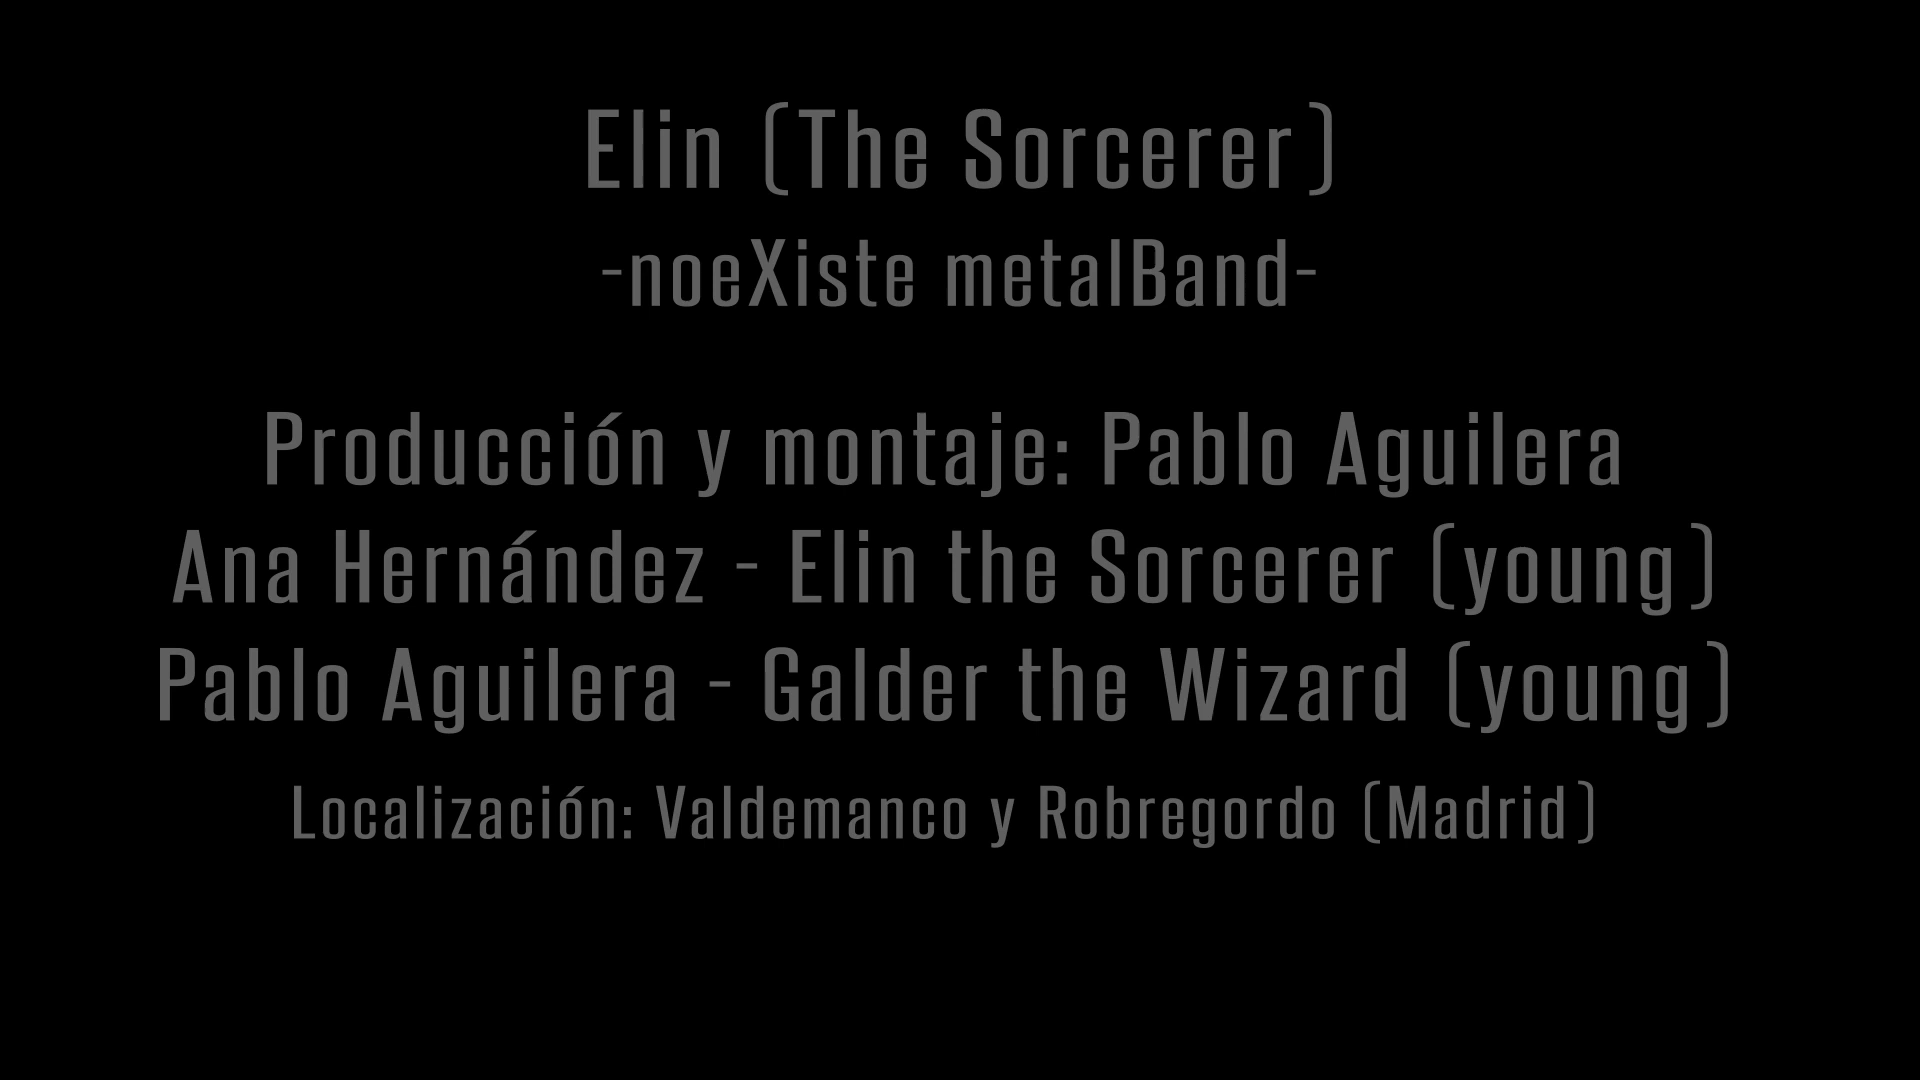 Elin (The Sorcerer)
-noeXiste metalBand-
Producción y montaje: Pablo Aguilera
Ana Hernández - Elin the Sorcerer (young)
Pablo Aguilera - Galder the Wizard (young)
Localización: Valdemanco y Robregordo (Madrid)